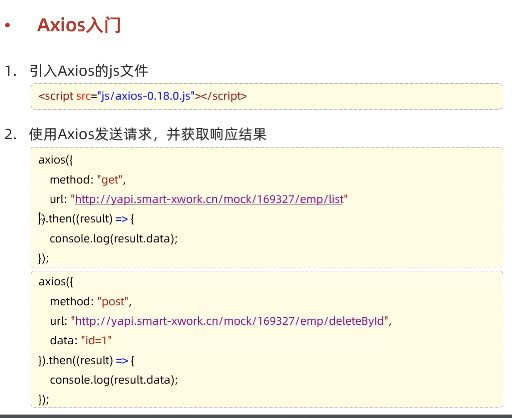 • Axios入门
1. 引入Axios的js文件
<script src="js/axios-0.18.0.js"></script>
2. 使用Axios发送请求，并获取响应结果
axios({
method: "get",
url: "http://yapi.smart-xwork.cn/mock/169327/emp/list"
}).then((result) => {
console.log(result.data);
});
axios({
method: "post",
url: "http://yapi.smart-xwork.cn/mock/169327/emp/deleteById",
data: "id=1"
}).then((result) => {
console.log(result.data);
});